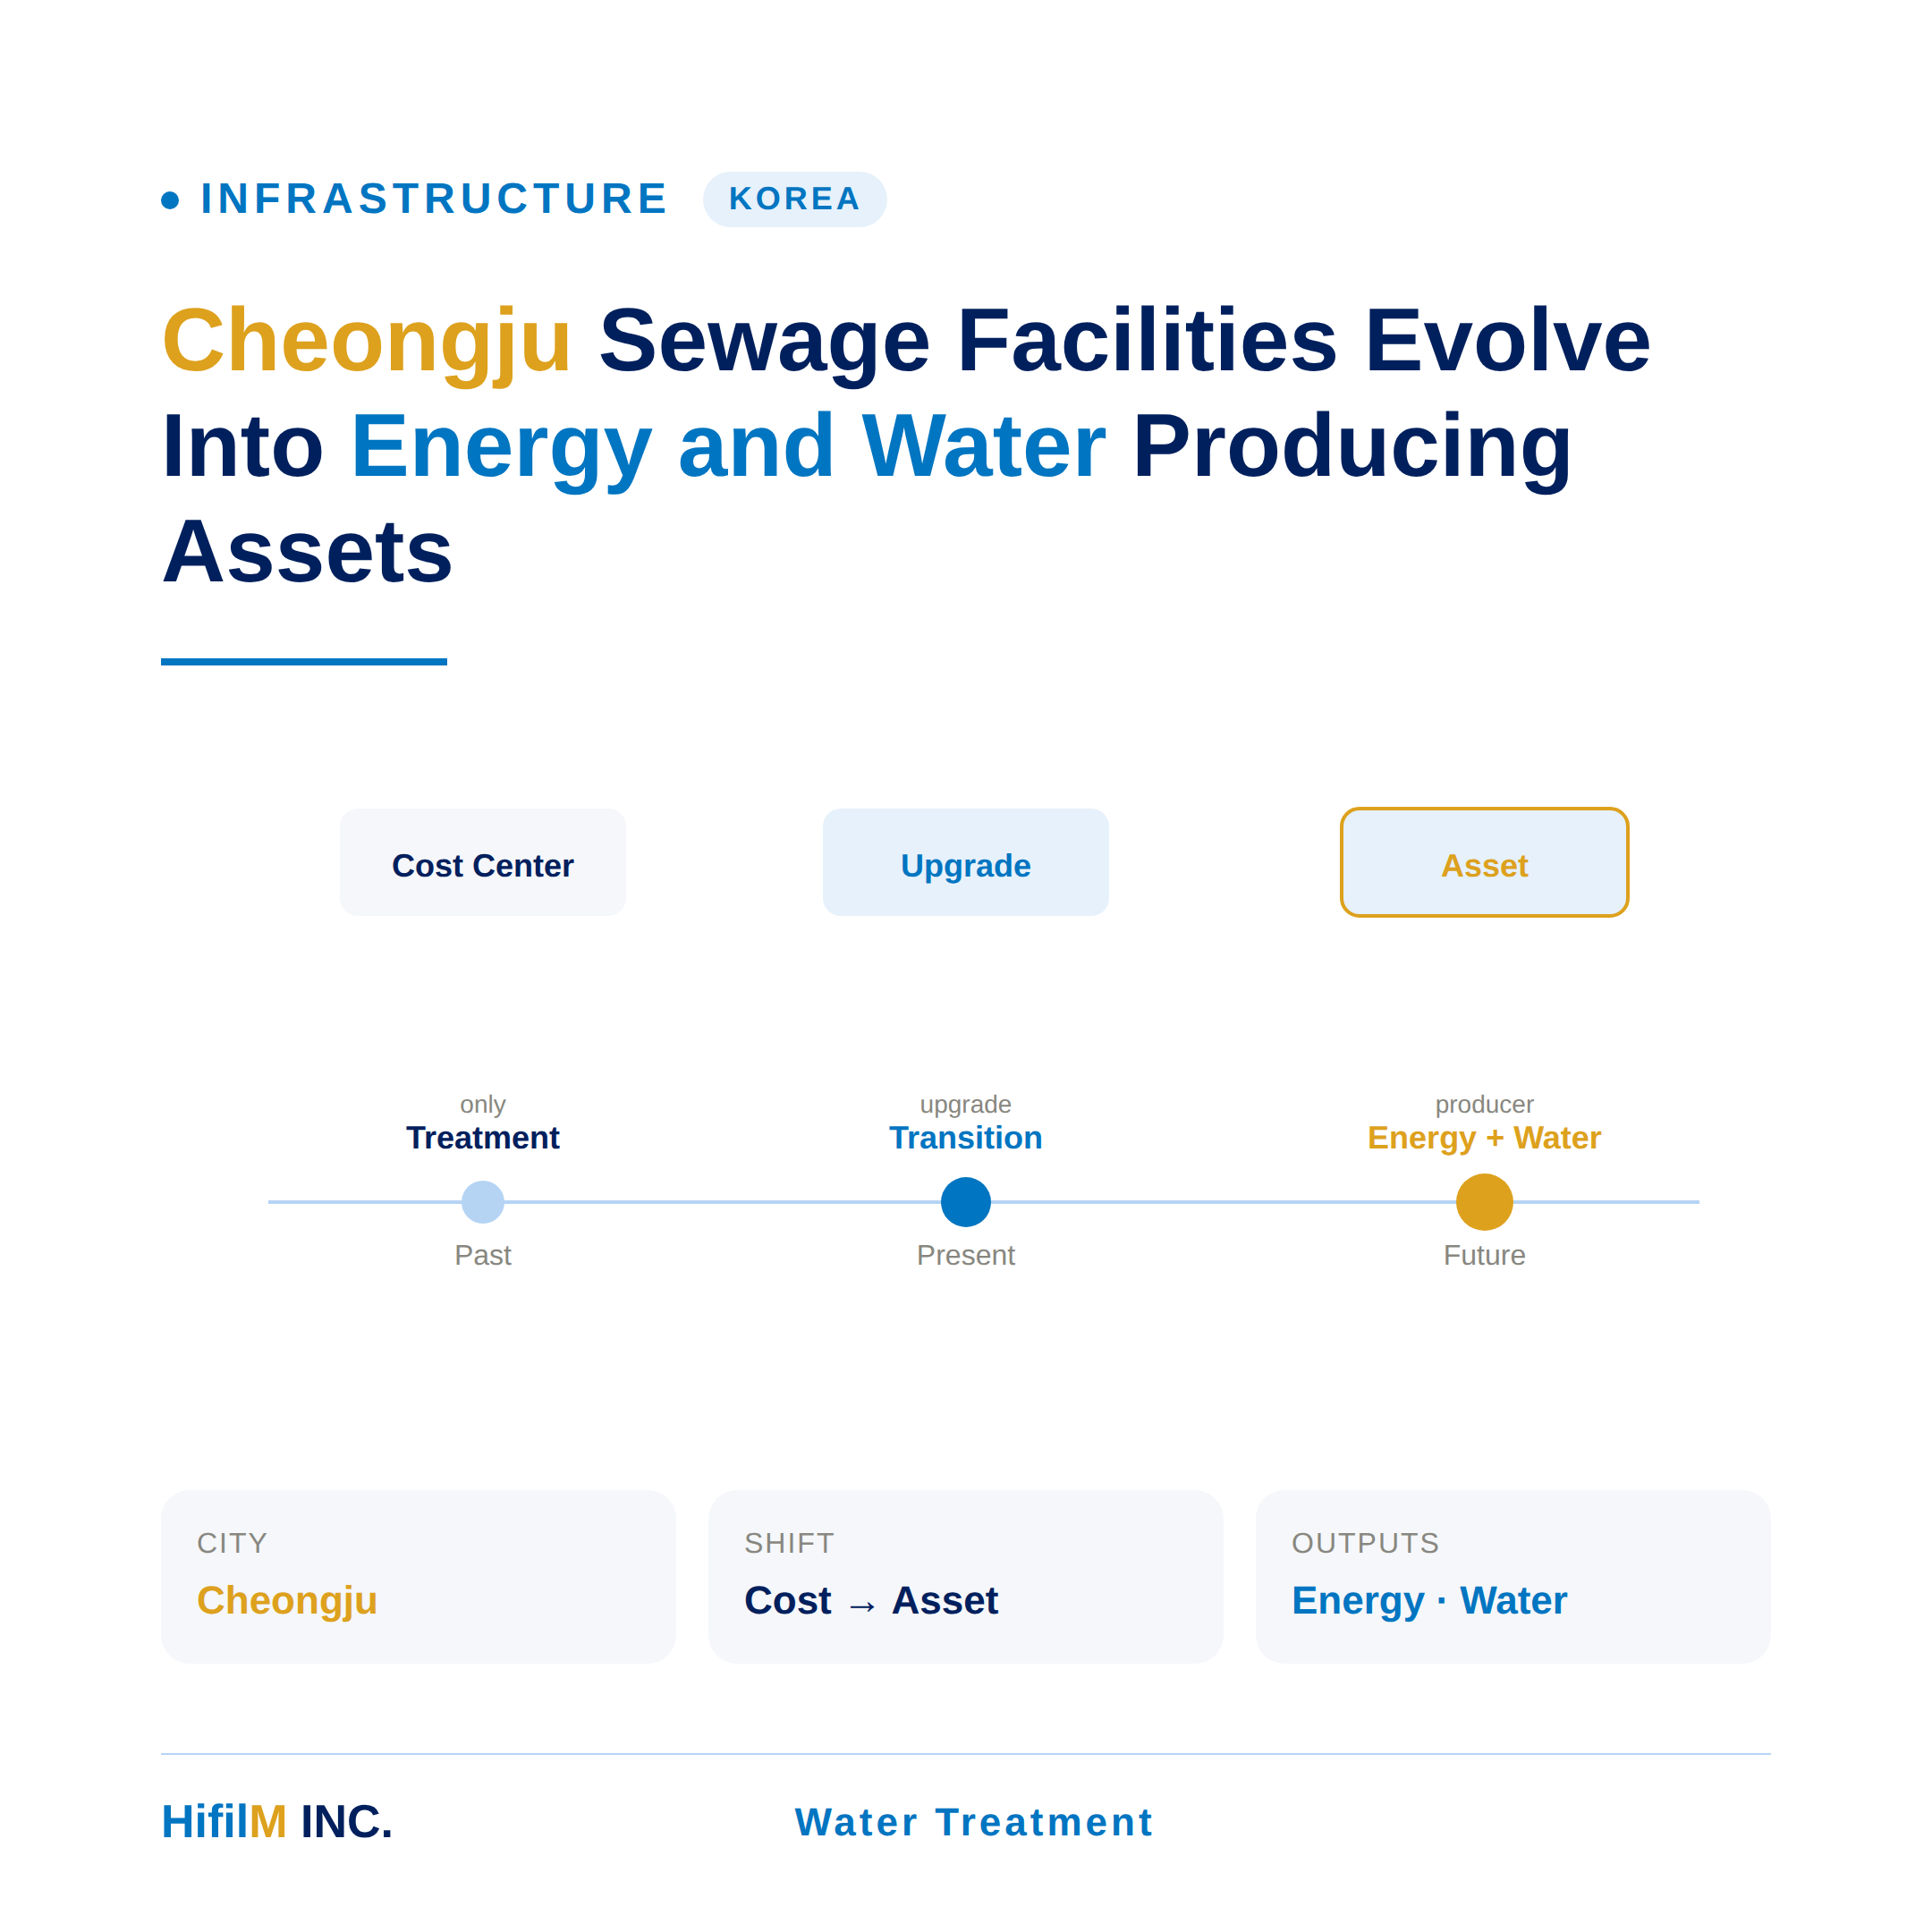 INFRASTRUCTURE
KOREA
Cheongju Sewage Facilities Evolve
Into Energy and Water Producing
Assets
Cost Center
Upgrade
Asset
only
Treatment
Past
upgrade
Transition
Present
producer
Energy + Water
Future
CITY
Cheongju
SHIFT
Cost → Asset
OUTPUTS
Energy · Water
HifilM INC.
Water Treatment